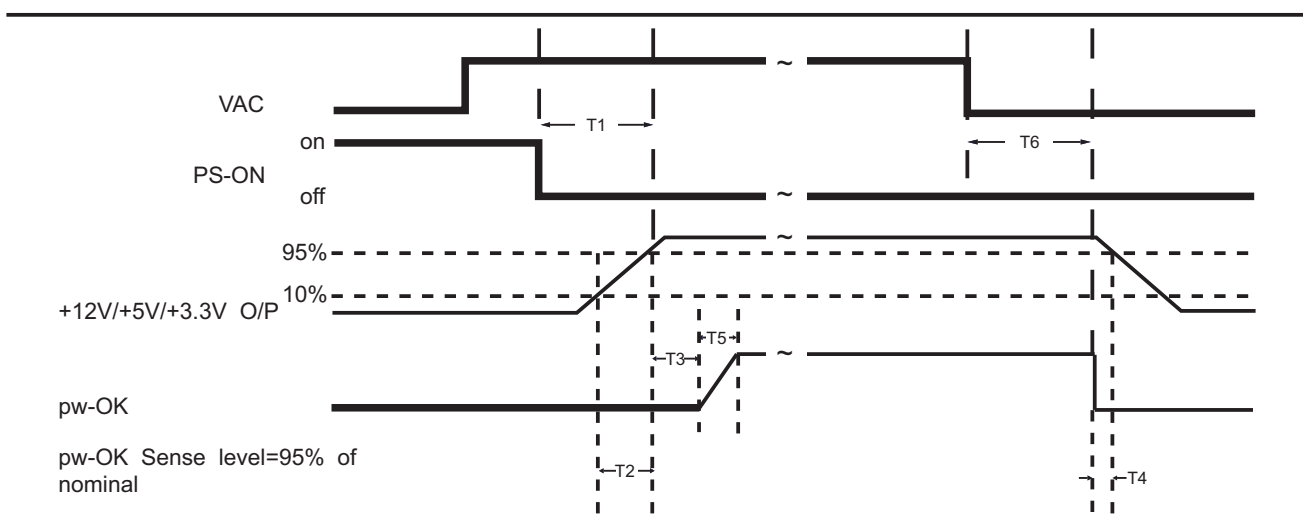 ~
VAC
T1
T6
on
PS-ON
off
~
~
95%
10%
+12V/+5V/+3.3V O/P
T5
T3
~
pw-OK
pw-OK Sense level=95% of
nominal
T2
T4